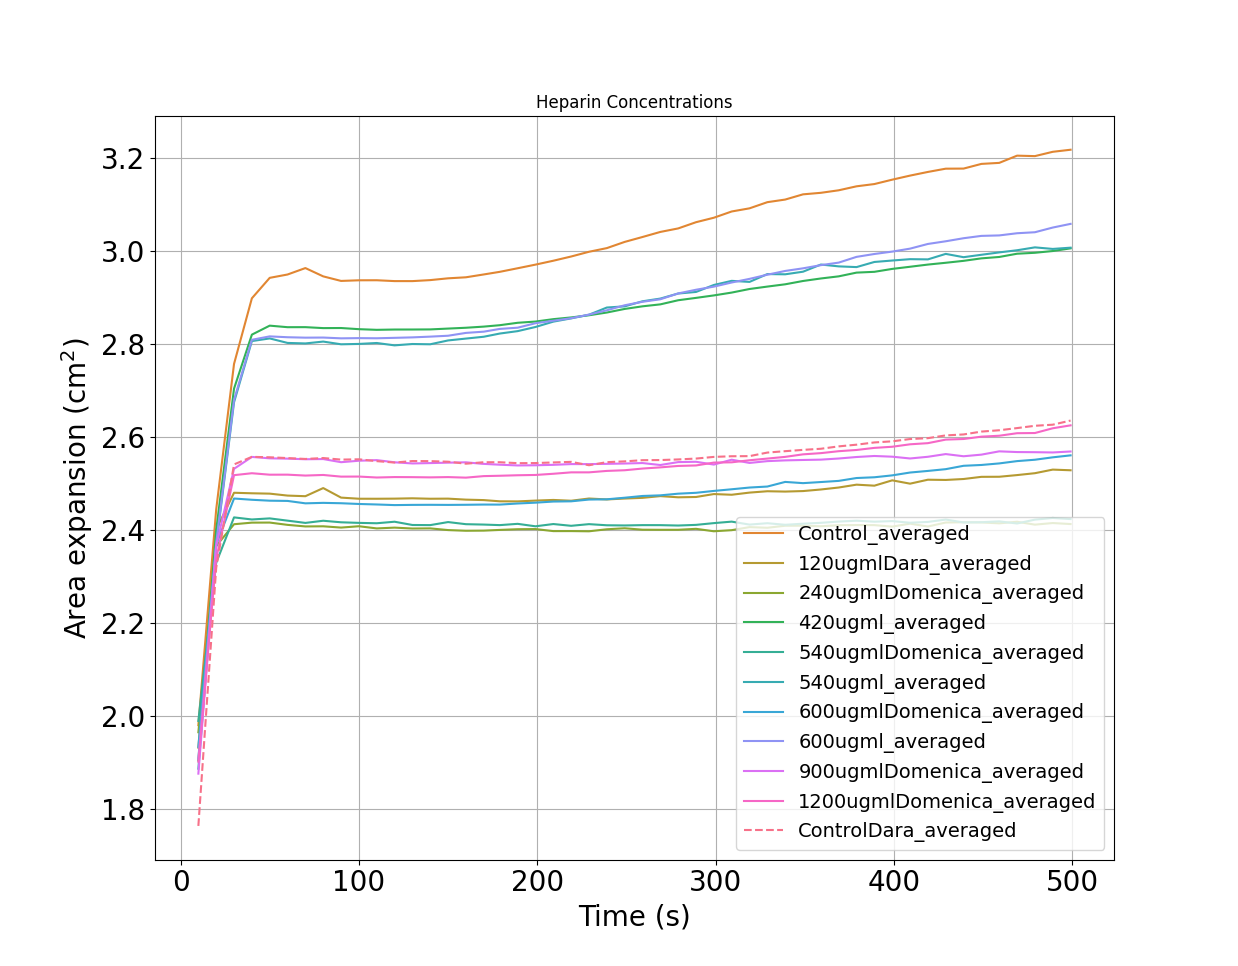 Heparin Concentrations
Area expansion (cm²)
3.2
3.0
2.8
2.6
2.4
2.2
2.0
1.8
Control_averaged
120ugmlDara_averaged
240ugmlDomenica_averaged
420ugml_averaged
540ugmlDomenica_averaged
540ugml_averaged
600ugmlDomenica_averaged
600ugml_averaged
900ugmlDomenica_averaged
1200ugmlDomenica_averaged
ControlDara_averaged
0 100 200 300 400 500
Time (s)